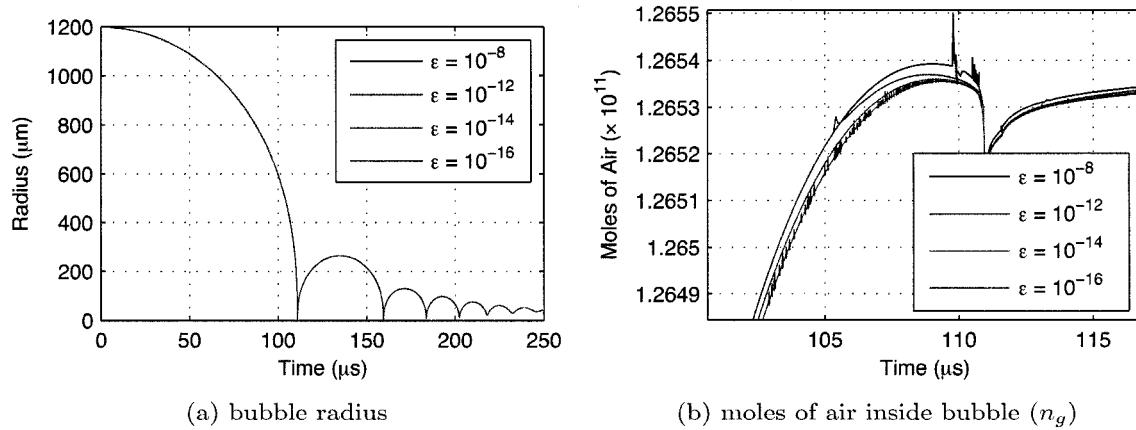 1200
1000
800
600
400
200
0
Radius (μm)
0 50 100 150 200 250
Time (μs)
ε = 10⁻⁸
ε = 10⁻¹²
ε = 10⁻¹⁴
ε = 10⁻¹⁶
(a) bubble radius
1.2655
1.2654
1.2653
1.2652
1.2651
1.265
1.2649
Moles of Air (× 10¹¹)
105 110 115
Time (μs)
ε = 10⁻⁸
ε = 10⁻¹²
ε = 10⁻¹⁴
ε = 10⁻¹⁶
(b) moles of air inside bubble (n_g)